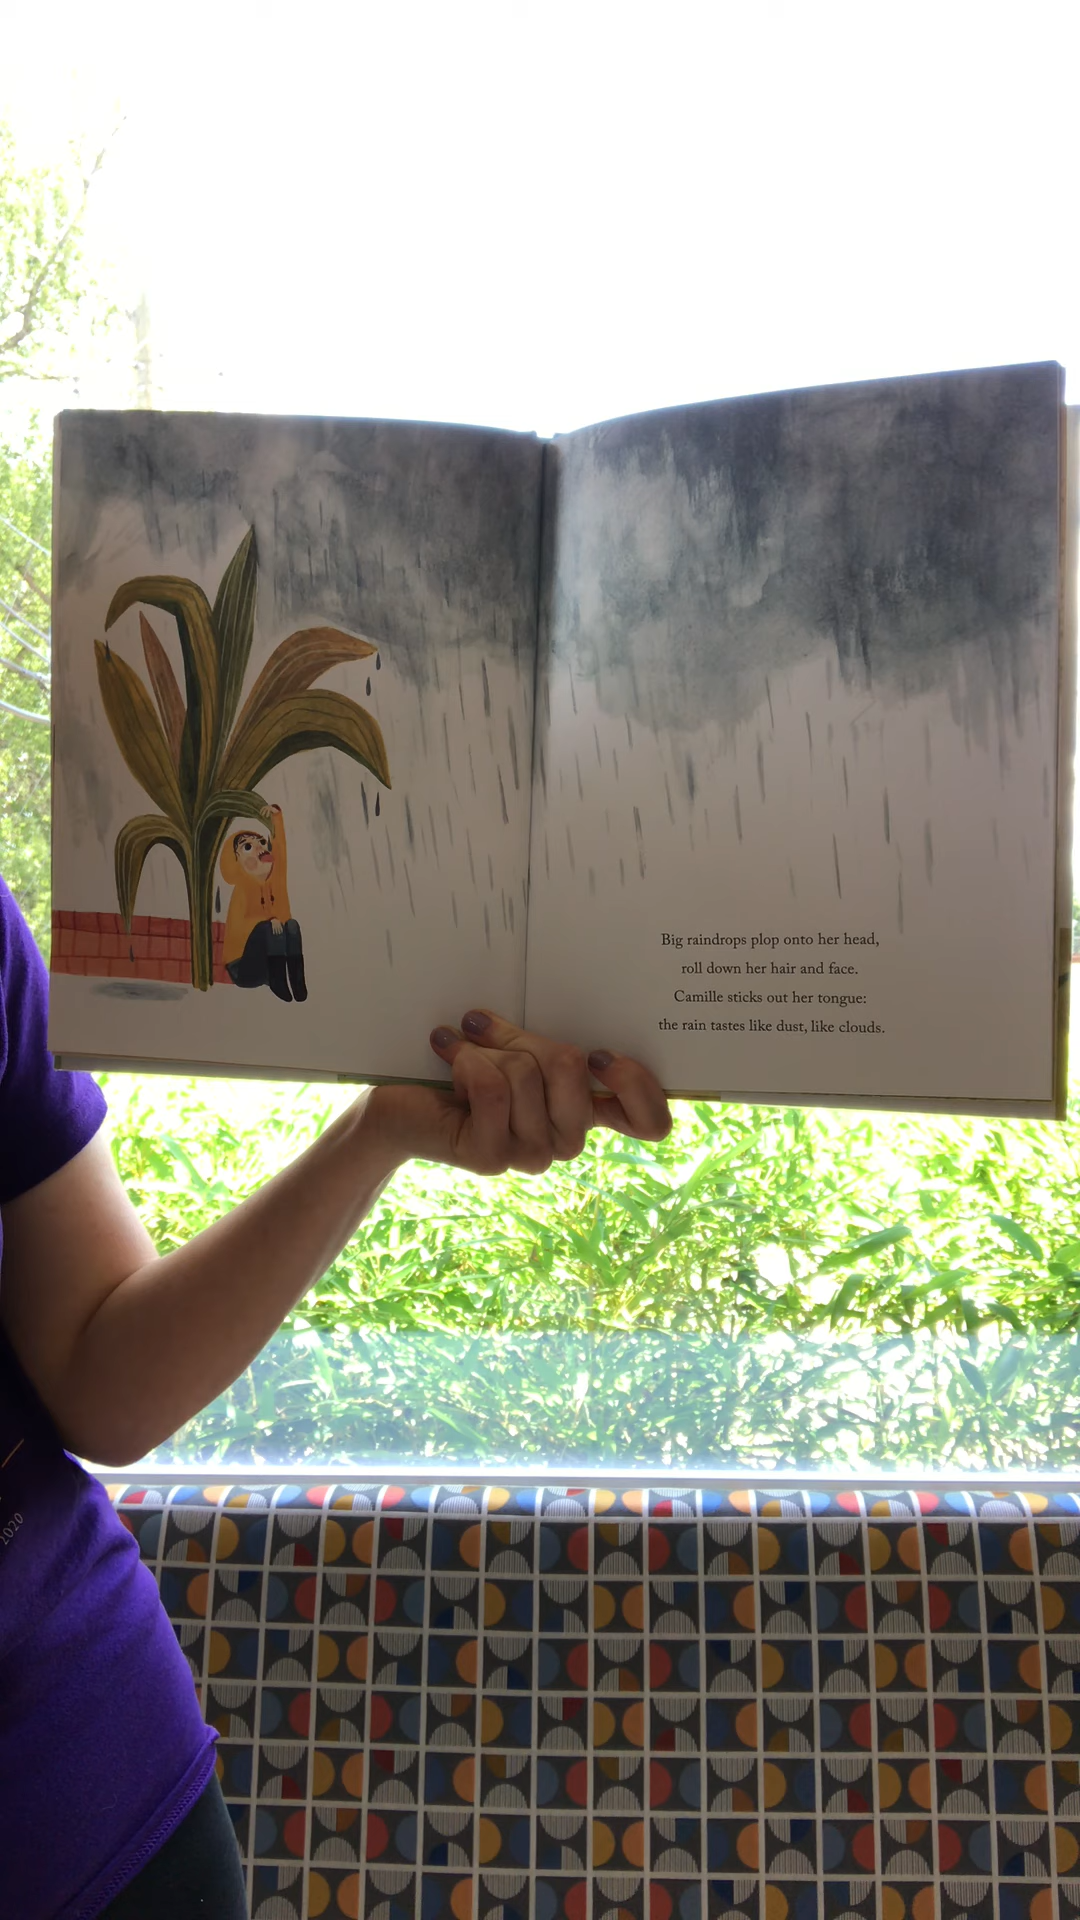 Big raindrops plop onto her head,
roll down her hair and face.
Camille sticks out her tongue:
the rain tastes like dust, like clouds.
2020